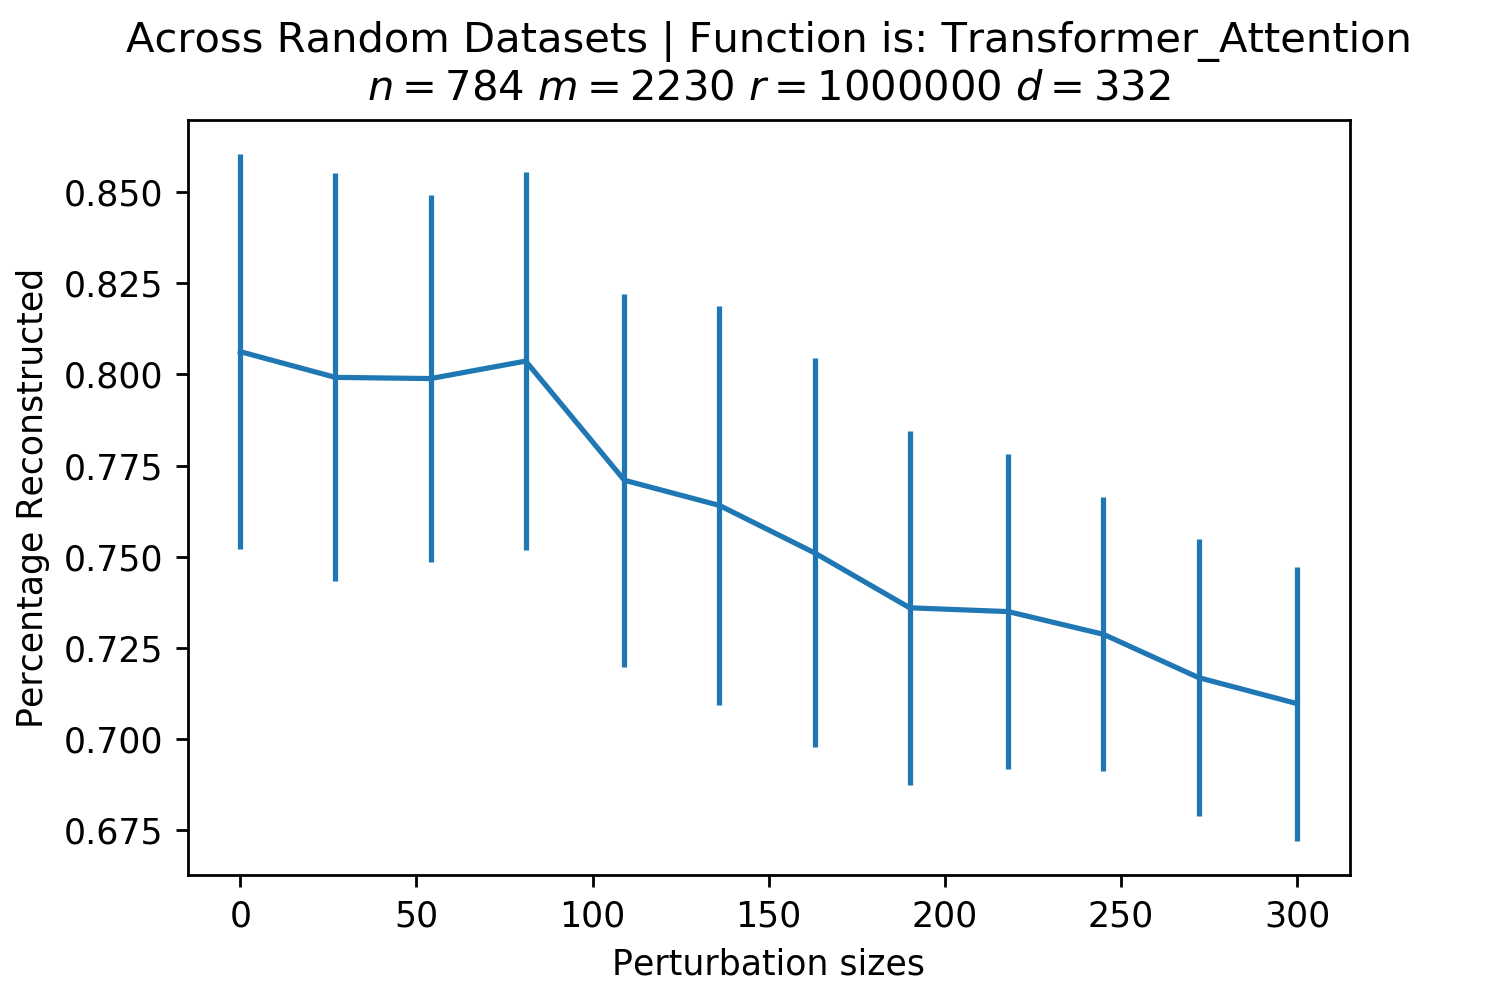 Across Random Datasets | Function is: Transformer_Attention
n = 784 m = 2230 r = 1000000 d = 332
Percentage Reconstructed
0.850
0.825
0.800
0.775
0.750
0.725
0.700
0.675
0 50 100 150 200 250 300
Perturbation sizes